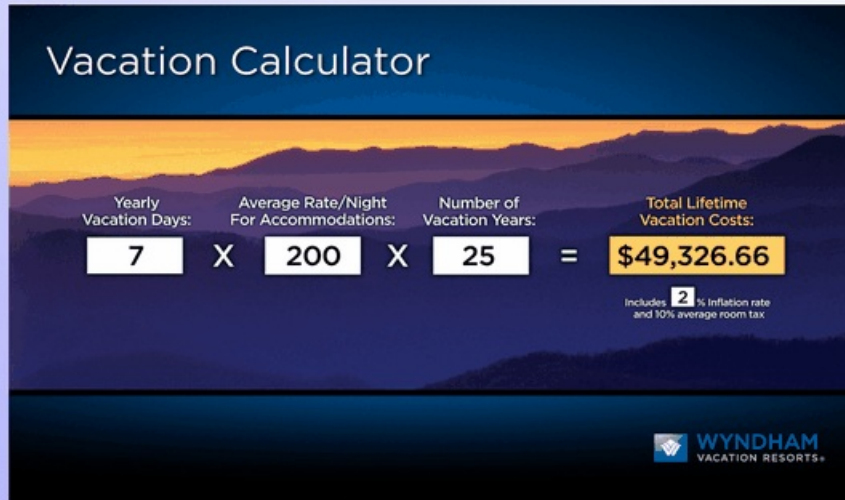 Vacation Calculator
Yearly
Vacation Days:
Average Rate/Night
For Accommodations:
Number of
Vacation Years:
Total Lifetime
Vacation Costs:
7 X 200 X 25 = $49,326.66
Includes 2 % Inflation rate
and 10% average room tax
WYNDHAM
VACATION RESORTS®